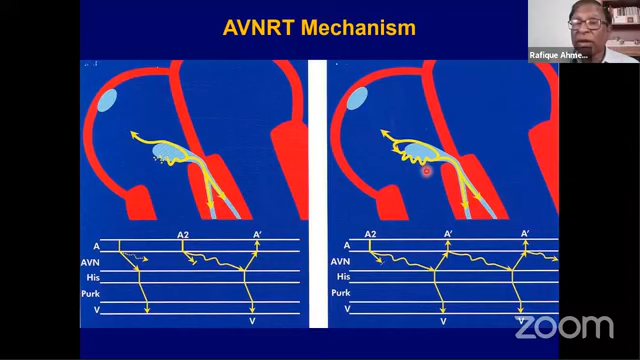 AVNRT Mechanism
Rafique Ahme...
A2 A'
A
AVN
His
Purk
V
V
A2 A' A'
A
AVN
His
Purk
V
V V
zoom